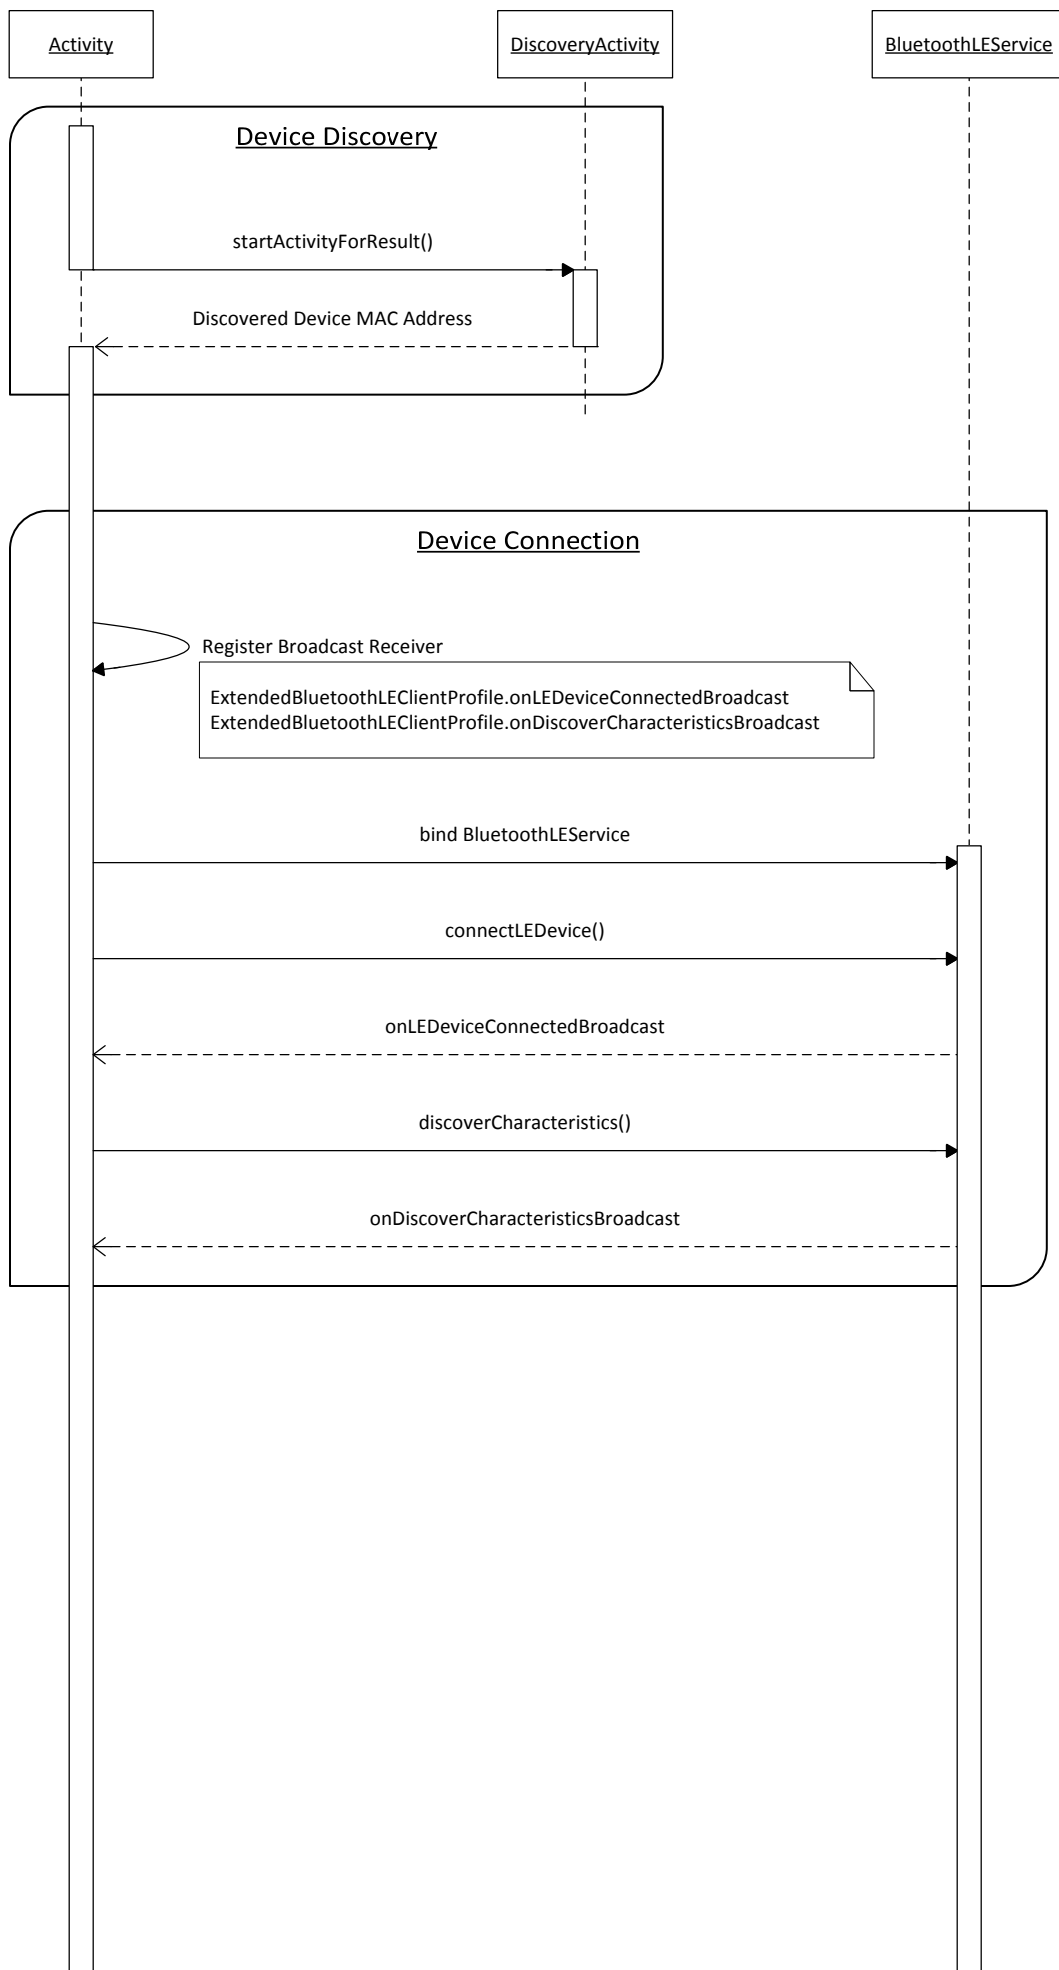 Activity
DiscoveryActivity
BluetoothLEService
Device Discovery
startActivityForResult()
Discovered Device MAC Address
Device Connection
Register Broadcast Receiver
ExtendedBluetoothLEClientProfile.onLEDeviceConnectedBroadcast
ExtendedBluetoothLEClientProfile.onDiscoverCharacteristicsBroadcast
bind BluetoothLEService
connectLEDevice()
onLEDeviceConnectedBroadcast
discoverCharacteristics()
onDiscoverCharacteristicsBroadcast